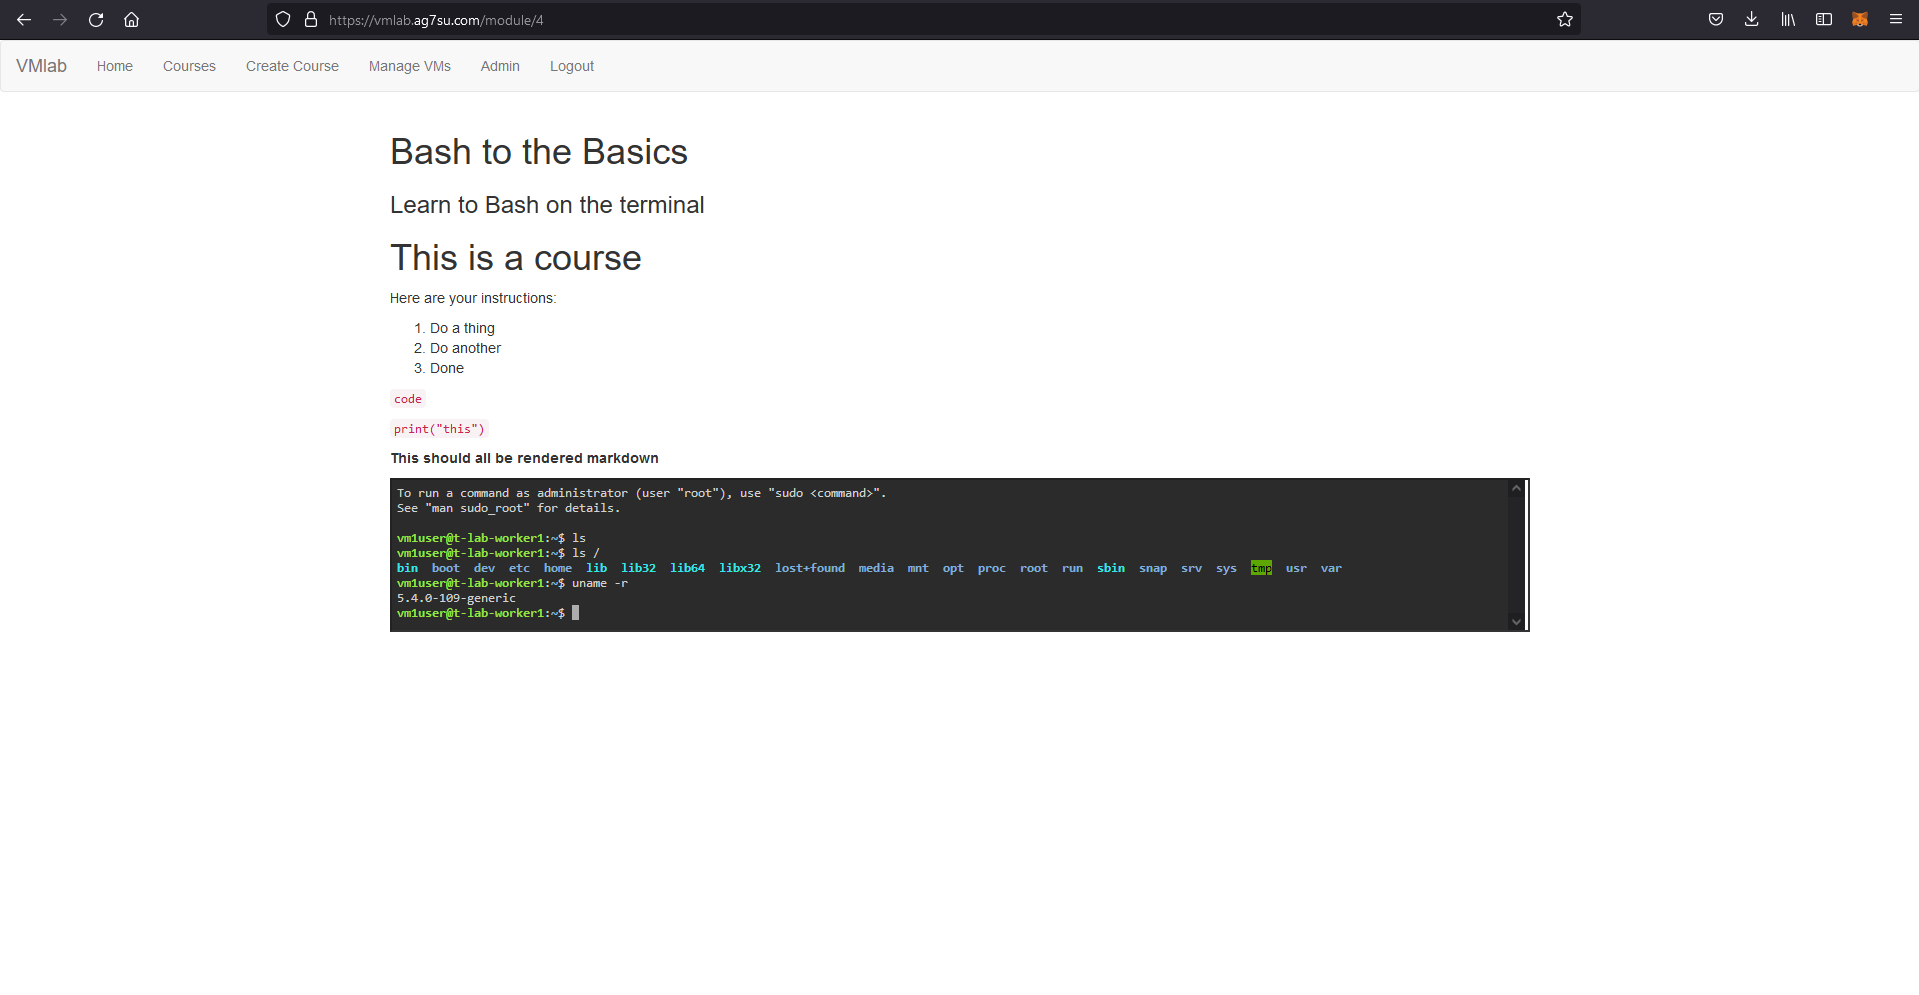 https://vmlab.ag7su.com/module/4
VMlab Home Courses Create Course Manage VMs Admin Logout
Bash to the Basics
Learn to Bash on the terminal
This is a course
Here are your instructions:
1. Do a thing
2. Do another
3. Done
code
print("this")
This should all be rendered markdown
To run a command as administrator (user "root"), use "sudo <command>".
See "man sudo_root" for details.
vm1user@t-lab-worker1:~$ ls
vm1user@t-lab-worker1:~$ ls /
bin boot dev etc home lib lib32 lib64 libx32 lost+found media mnt opt proc root run sbin snap srv sys tmp usr var
vm1user@t-lab-worker1:~$ uname -r
5.4.0-109-generic
vm1user@t-lab-worker1:~$